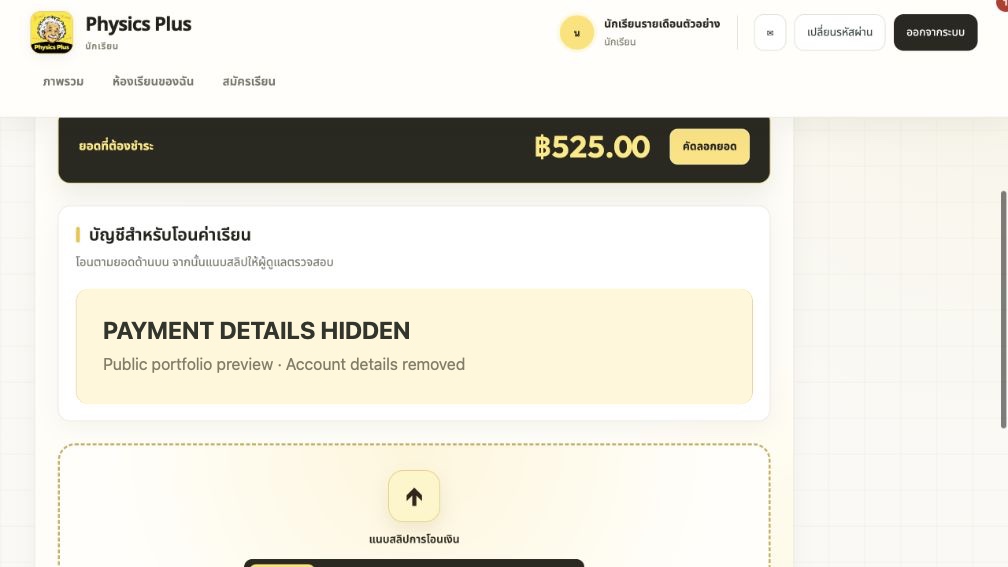 Physics Plus
Physics Plus
นักเรียน
น
นักเรียนรายเดือนตัวอย่าง
นักเรียน
เปลี่ยนรหัสผ่าน
ออกจากระบบ
ภาพรวม
ห้องเรียนของฉัน
สมัครเรียน
ยอดที่ต้องชำระ
฿525.00
คัดลอกยอด
บัญชีสำหรับโอนค่าเรียน
โอนตามยอดด้านบน จากนั้นแนบสลิปให้ผู้ดูแลตรวจสอบ
PAYMENT DETAILS HIDDEN
Public portfolio preview · Account details removed
แนบสลิปการโอนเงิน